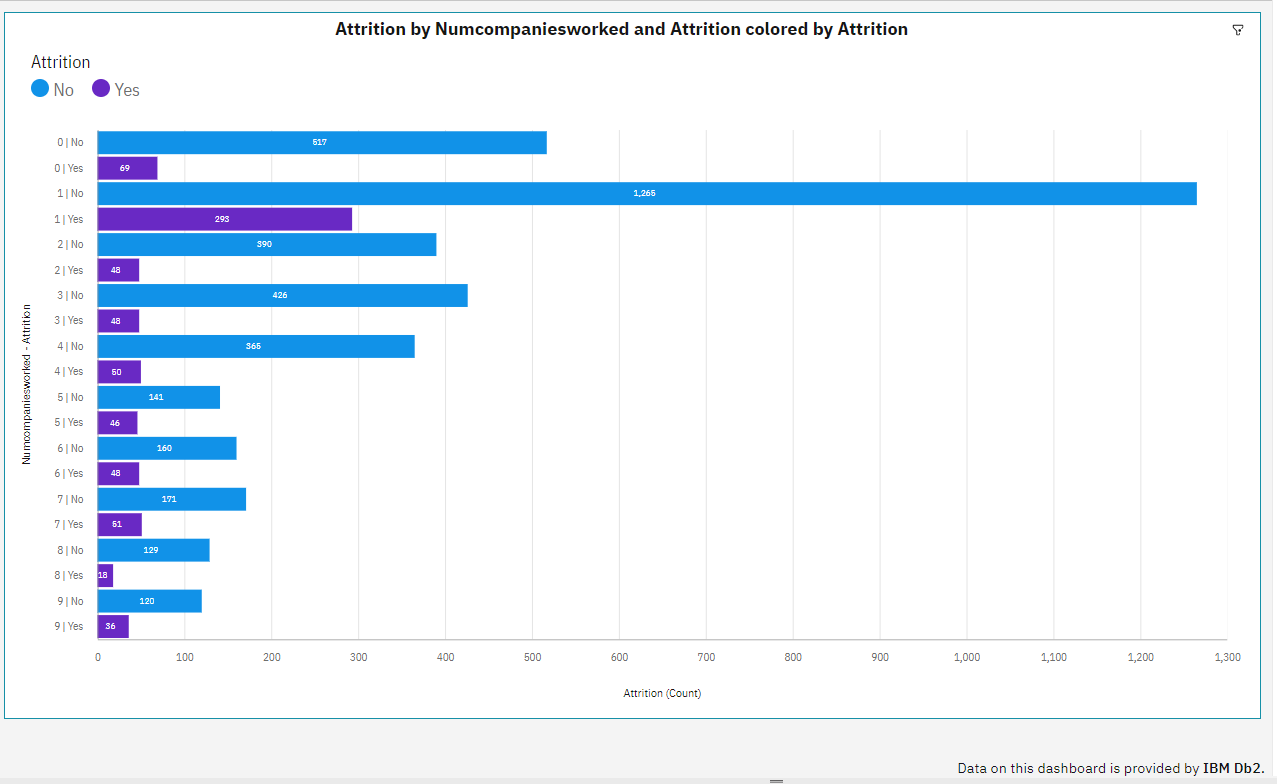 Attrition by Numcompaniesworked and Attrition colored by Attrition
Attrition
No Yes
0 | No 517
0 | Yes 69
1 | No 1,265
1 | Yes 293
2 | No 390
2 | Yes 48
3 | No 426
3 | Yes 48
4 | No 365
4 | Yes 50
5 | No 141
5 | Yes 46
6 | No 160
6 | Yes 48
7 | No 171
7 | Yes 51
8 | No 129
8 | Yes 18
9 | No 120
9 | Yes 36
Numcompaniesworked - Attrition
0 100 200 300 400 500 600 700 800 900 1,000 1,100 1,200 1,300
Attrition (Count)
Data on this dashboard is provided by IBM Db2.